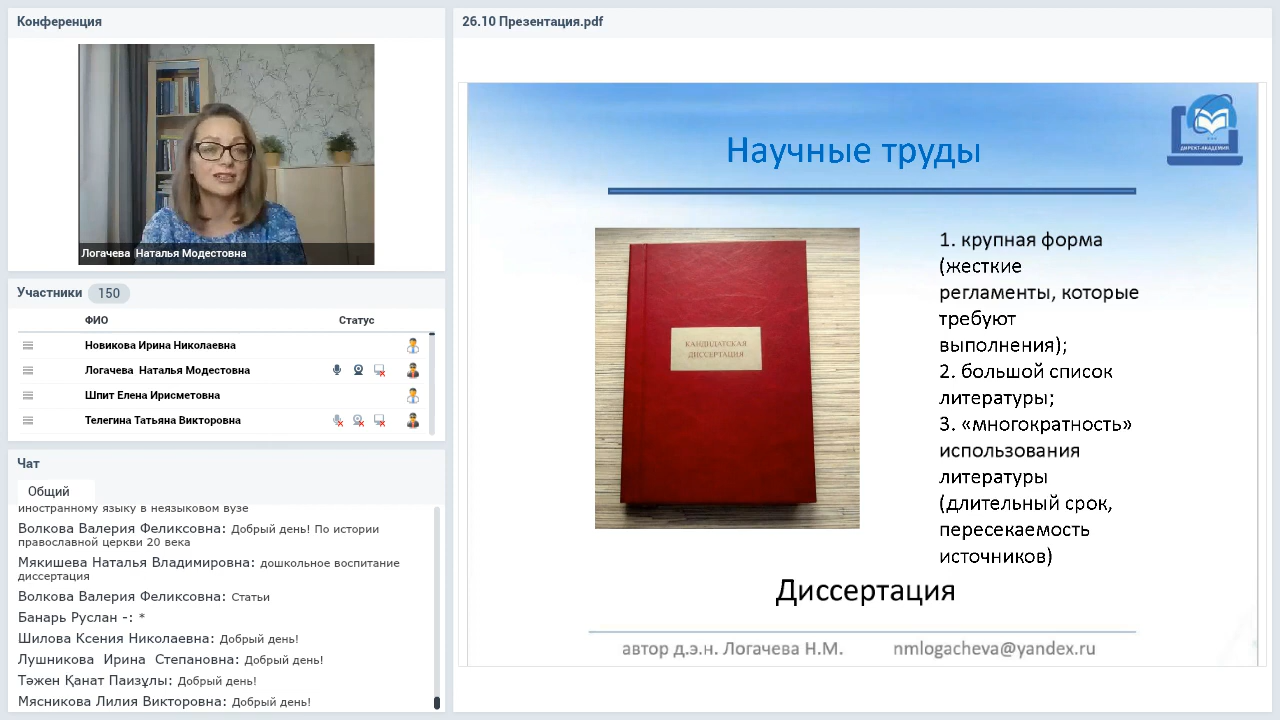 Конференция
Логачева Наталья Модестовна
Участники 150
ФИО Статус
Новикова Ирина Николаевна
Логачева Наталья Модестовна
Шпит Елена Ирисметовна
Телегина Татьяна Викторовна
Чат
Общий
иностранному языку в неязыковом вузе
Волкова Валерия Феликсовна: Добрый день! По истории
православной церкви 20 века
Мякишева Наталья Владимировна: дошкольное воспитание
диссертация
Волкова Валерия Феликсовна: Статьи
Банарь Руслан -: *
Шилова Ксения Николаевна: Добрый день!
Лушникова Ирина Степановна: Добрый день!
Тәжен Қанат Паизұлы: Добрый день!
Мясникова Лилия Викторовна: Добрый день!
26.10 Презентация.pdf
ДИРЕКТ-АКАДЕМИЯ
Научные труды
КАНДИДАТСКАЯ
ДИССЕРТАЦИЯ
1. крупная форма
(жесткие
регламенты, которые
требуют
выполнения);
2. большой список
литературы;
3. «многократность»
использования
литературы
(длительный срок,
пересекаемость
источников)
Диссертация
автор д.э.н. Логачева Н.М. nmlogacheva@yandex.ru